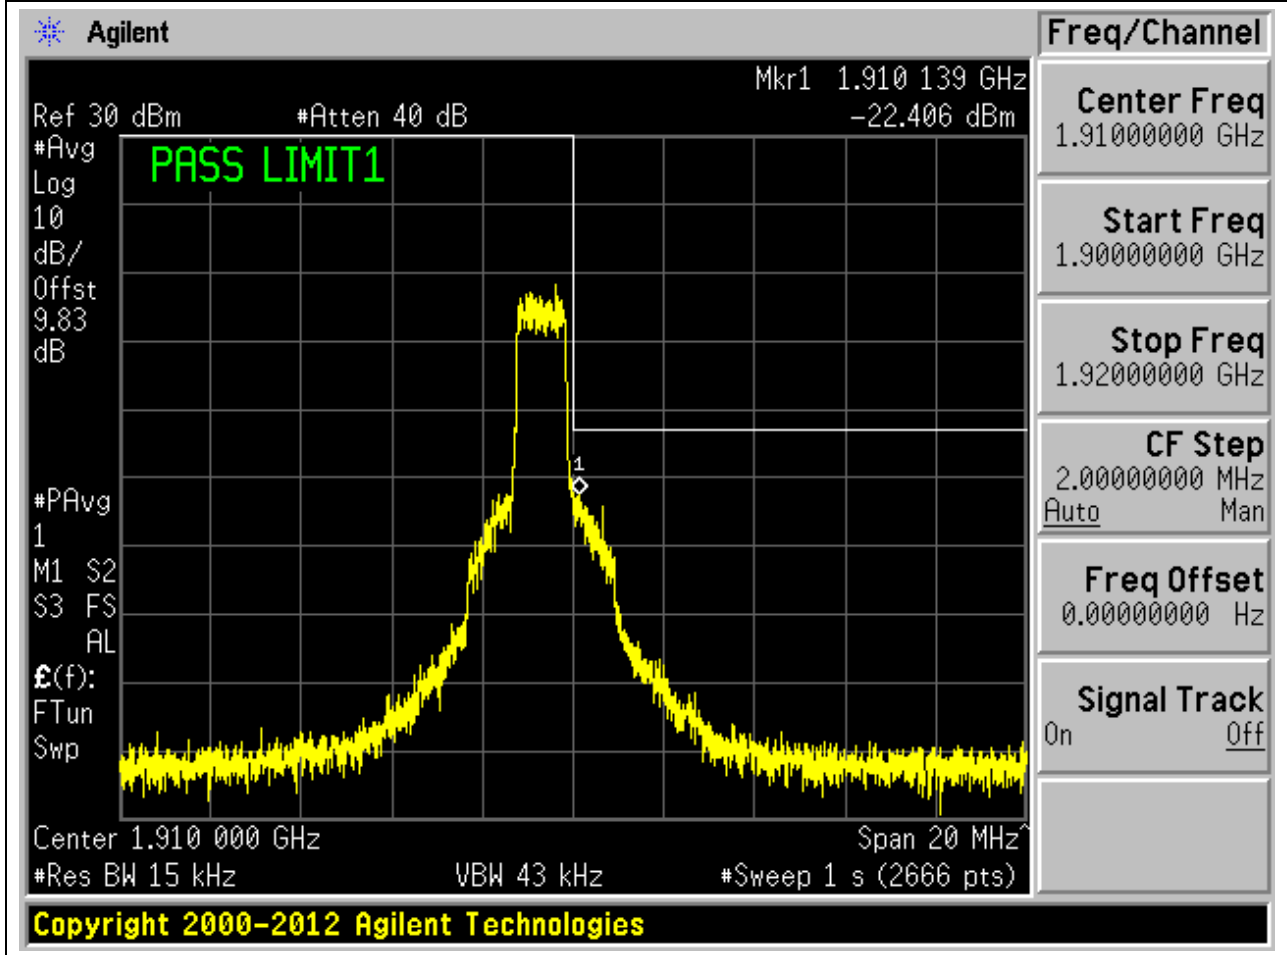 Agilent
Freq/Channel
Mkr1 1.910 139 GHz
Ref 30 dBm #Atten 40 dB -22.406 dBm
#Avg
Log
10
dB/
Offst
9.83
dB
PASS LIMIT1
1
#PAvg
1
M1 S2
S3 FS
AL
£(f):
FTun
Swp
Center 1.910 000 GHz Span 20 MHz^
#Res BW 15 kHz VBW 43 kHz #Sweep 1 s (2666 pts)
Center Freq
1.91000000 GHz
Start Freq
1.90000000 GHz
Stop Freq
1.92000000 GHz
CF Step
2.00000000 MHz
Auto Man
Freq Offset
0.00000000 Hz
Signal Track
On Off
Copyright 2000-2012 Agilent Technologies